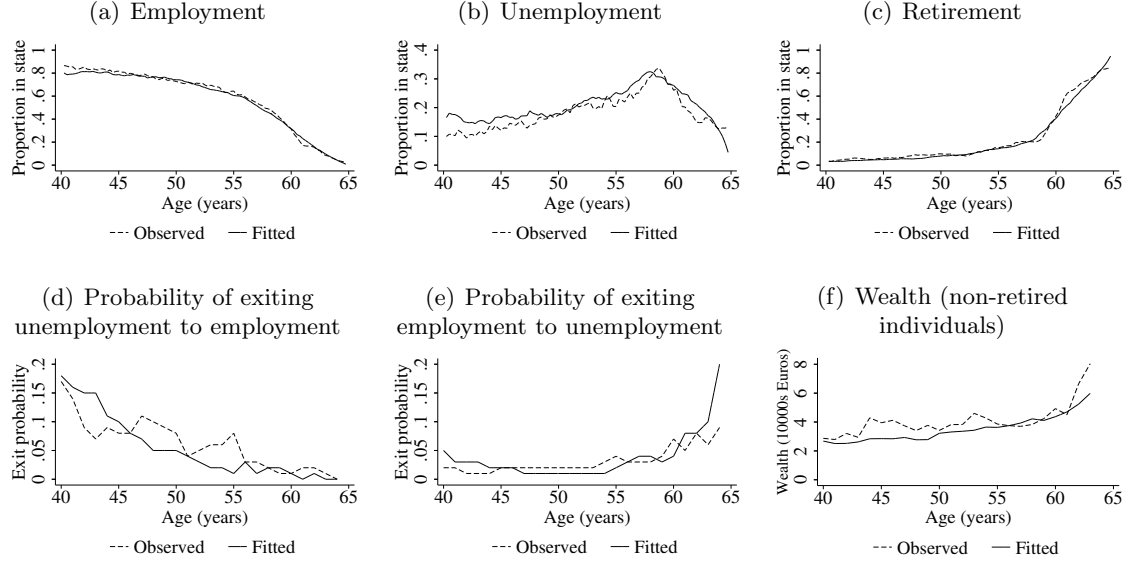 (a) Employment
Proportion in state
0 .2 .4 .6 .8 1
40 45 50 55 60 65
Age (years)
Observed Fitted
(b) Unemployment
Proportion in state
0 .1 .2 .3 .4
40 45 50 55 60 65
Age (years)
Observed Fitted
(c) Retirement
Proportion in state
0 .2 .4 .6 .8 1
40 45 50 55 60 65
Age (years)
Observed Fitted
(d) Probability of exiting
unemployment to employment
Exit probability
0 .05 .1 .15 .2
40 45 50 55 60 65
Age (years)
Observed Fitted
(e) Probability of exiting
employment to unemployment
Exit probability
0 .05 .1 .15 .2
40 45 50 55 60 65
Age (years)
Observed Fitted
(f) Wealth (non-retired
individuals)
Wealth (10000s Euros)
0 2 4 6 8
40 45 50 55 60 65
Age (years)
Observed Fitted